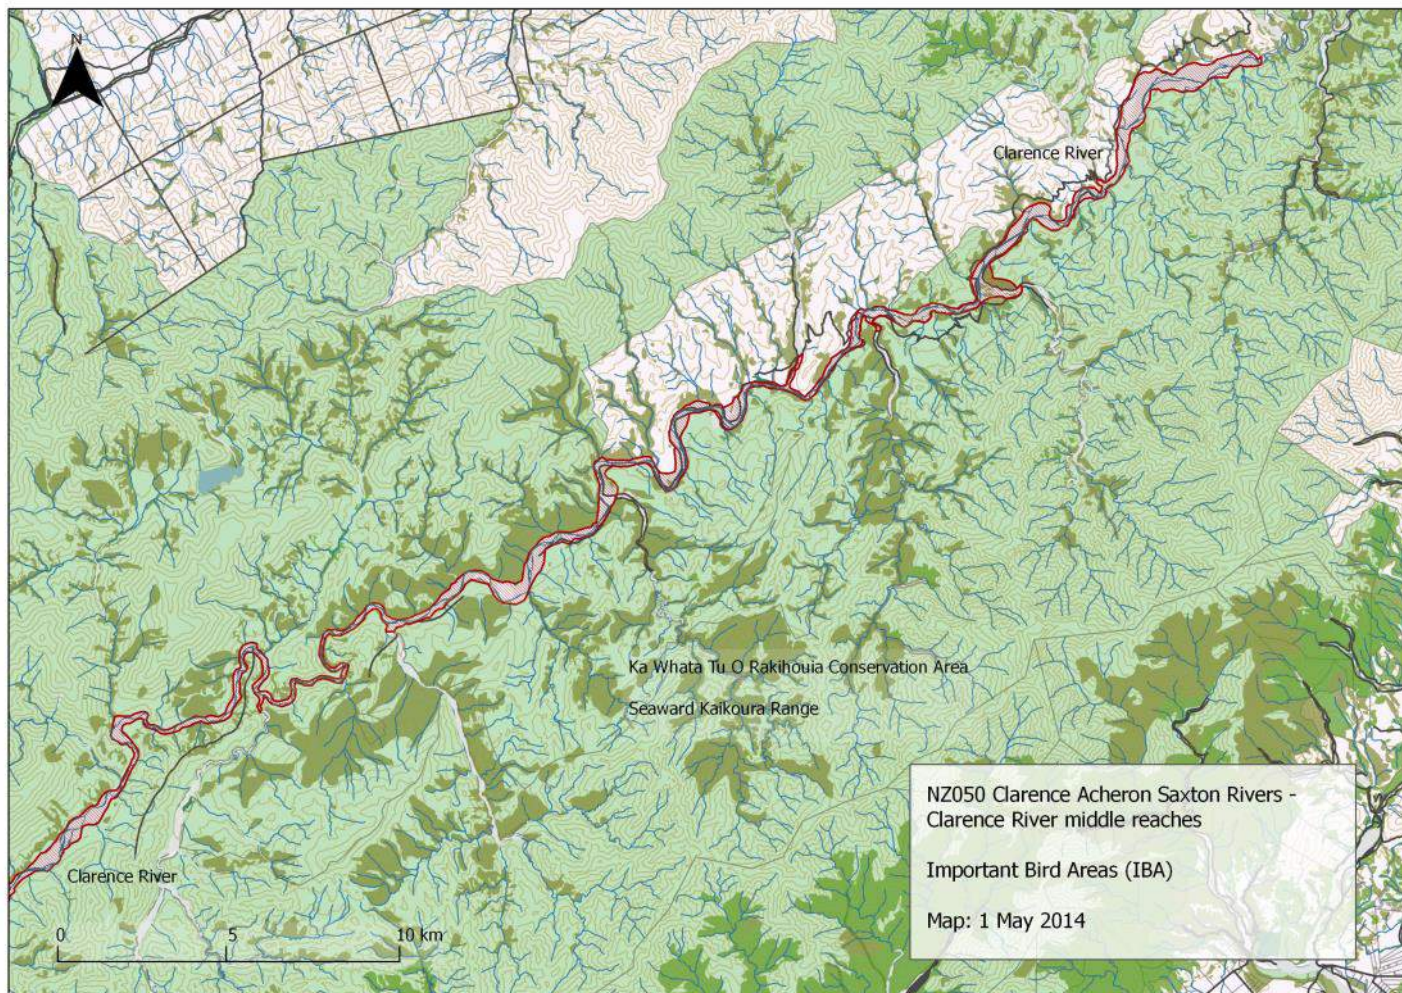 N
Clarence River
Ka Whata Tu O Rakihouia Conservation Area
Seaward Kaikoura Range
NZ050 Clarence Acheron Saxton Rivers -
Clarence River middle reaches
Important Bird Areas (IBA)
Map: 1 May 2014
Clarence River
0 5 10 km